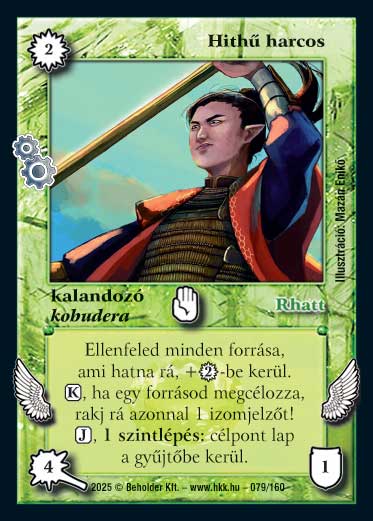 2
Hithű harcos
Illusztráció: Mazán Enikő
kalandozó
kobudera
Rhatt
Ellenfeled minden forrása,
ami hatna rá, +2-be kerül.
K, ha egy forrásod megcélozza,
rakj rá azonnal 1 izomjelzőt!
J, 1 szintlépés: célpont lap
a gyűjtőbe kerül.
4
2025 © Beholder Kft. – www.hkk.hu – 079/160
1